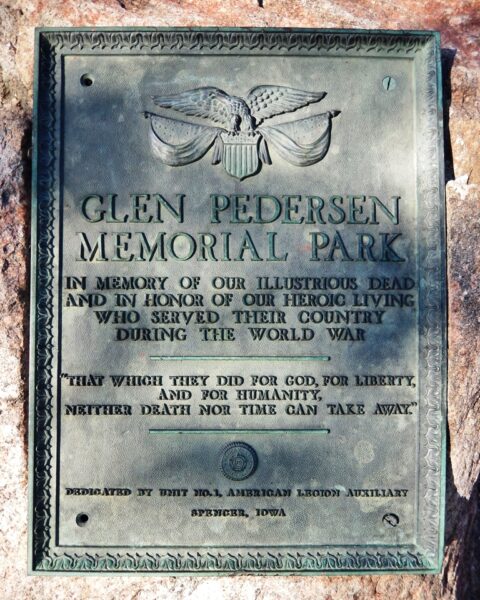 GLEN PEDERSEN
MEMORIAL PARK
IN MEMORY OF OUR ILLUSTRIOUS DEAD
AND IN HONOR OF OUR HEROIC LIVING
WHO SERVED THEIR COUNTRY
DURING THE WORLD WAR
"THAT WHICH THEY DID FOR GOD, FOR LIBERTY,
AND FOR HUMANITY,
NEITHER DEATH NOR TIME CAN TAKE AWAY."
DEDICATED BY UNIT NO. 1, AMERICAN LEGION AUXILIARY
SPENCER, IOWA